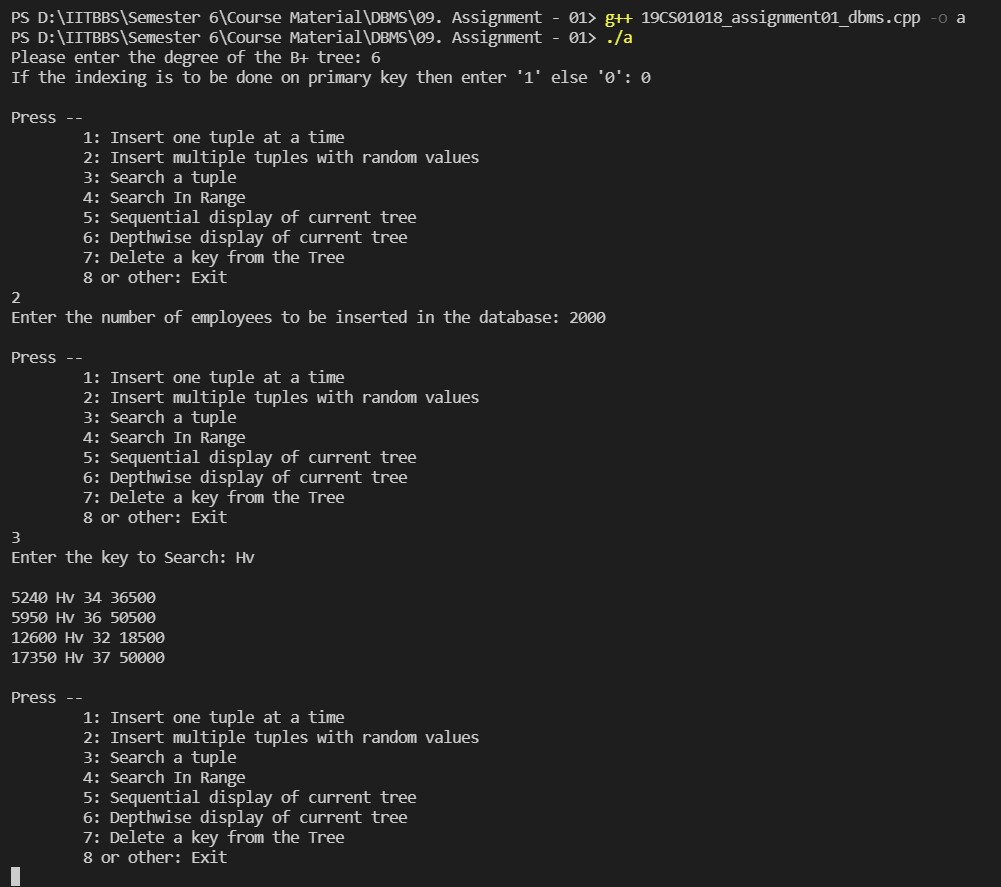 PS D:\IITBBS\Semester 6\Course Material\DBMS\09. Assignment - 01> g++ 19CS01018_assignment01_dbms.cpp -o a
PS D:\IITBBS\Semester 6\Course Material\DBMS\09. Assignment - 01> ./a
Please enter the degree of the B+ tree: 6
If the indexing is to be done on primary key then enter '1' else '0': 0

Press --
        1: Insert one tuple at a time
        2: Insert multiple tuples with random values
        3: Search a tuple
        4: Search In Range
        5: Sequential display of current tree
        6: Depthwise display of current tree
        7: Delete a key from the Tree
        8 or other: Exit
2
Enter the number of employees to be inserted in the database: 2000

Press --
        1: Insert one tuple at a time
        2: Insert multiple tuples with random values
        3: Search a tuple
        4: Search In Range
        5: Sequential display of current tree
        6: Depthwise display of current tree
        7: Delete a key from the Tree
        8 or other: Exit
3
Enter the key to Search: Hv

5240 Hv 34 36500
5950 Hv 36 50500
12600 Hv 32 18500
17350 Hv 37 50000

Press --
        1: Insert one tuple at a time
        2: Insert multiple tuples with random values
        3: Search a tuple
        4: Search In Range
        5: Sequential display of current tree
        6: Depthwise display of current tree
        7: Delete a key from the Tree
        8 or other: Exit